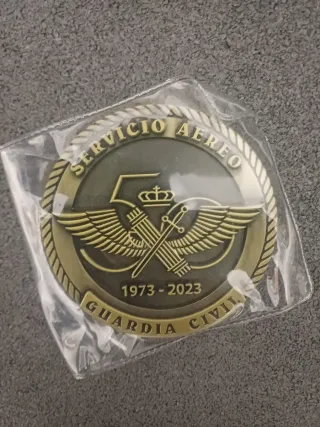 SERVICIO AEREO
50
1973 - 2023
GUARDIA CIVIL